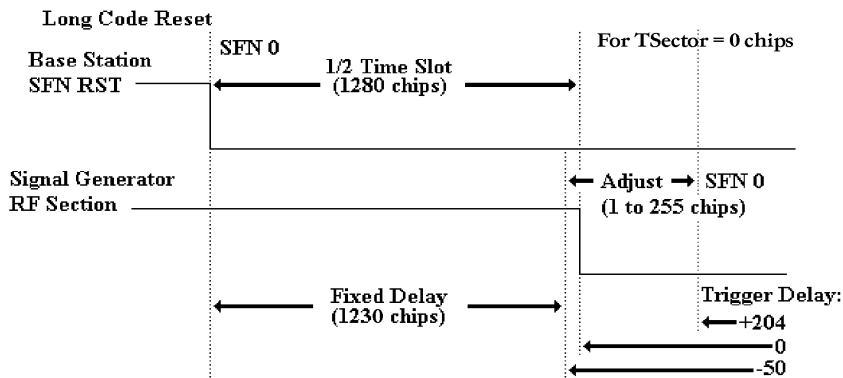 Long Code Reset
SFN 0
For TSector = 0 chips
Base Station
SFN RST
1/2 Time Slot
(1280 chips)
Signal Generator
RF Section
Adjust
(1 to 255 chips)
SFN 0
Fixed Delay
(1230 chips)
Trigger Delay:
+204
0
-50